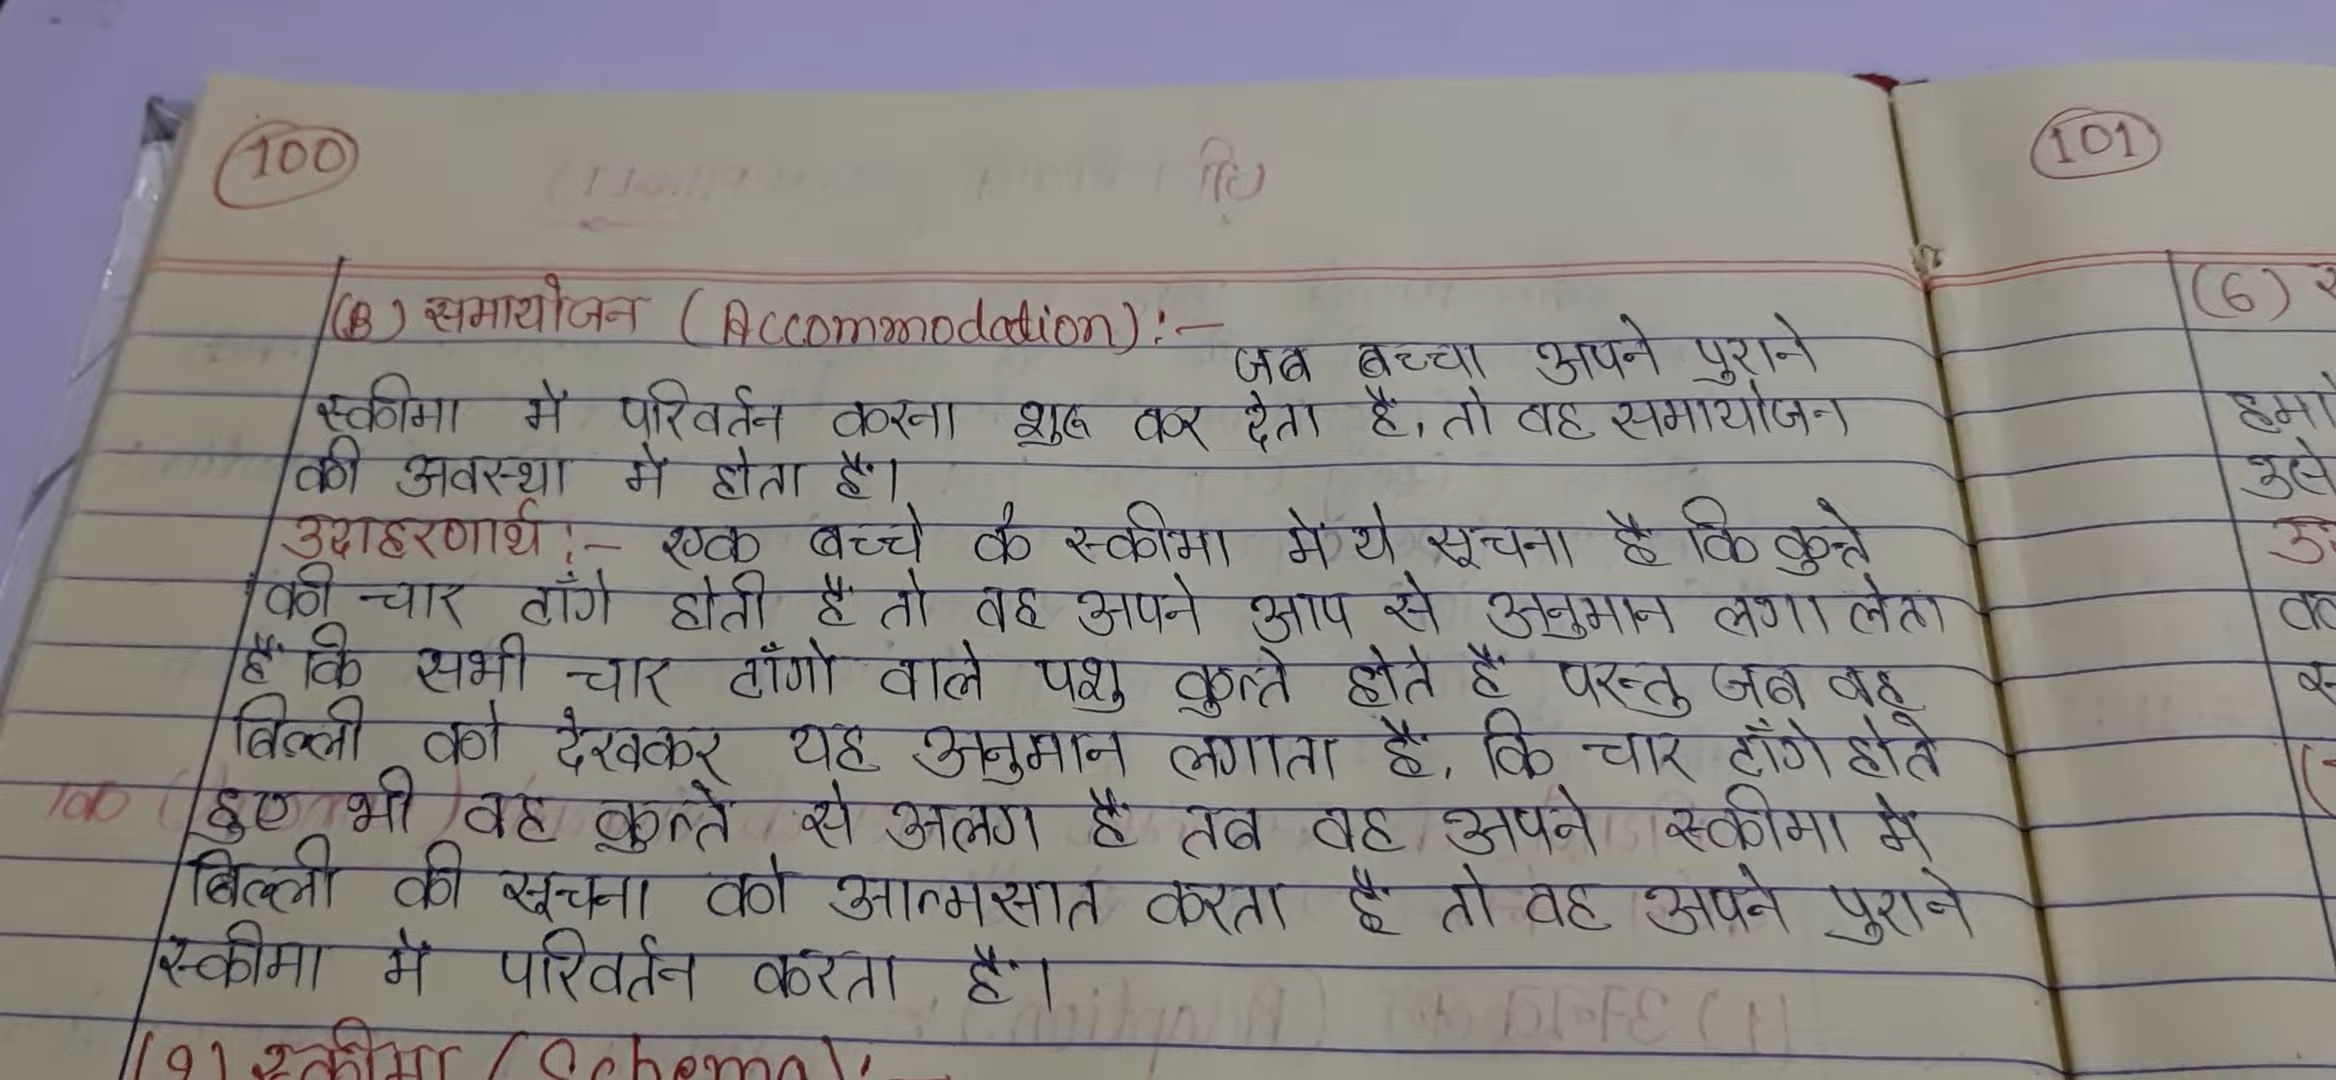 100
(B) समायोजन (Accommodation):-
जब बच्चा अपने पुराने
स्कीमा में परिवर्तन करना शुरू कर देता है, तो वह समायोजन
की अवस्था में होता है।
उदाहरणार्थ:- एक बच्चे के स्कीमा में ये सूचना है कि कुत्ते
की चार टाँगे होती है तो वह अपने आप से अनुमान लगा लेता
है कि सभी चार टाँगो वाले पशु कुत्ते होते है परन्तु जब वह
बिल्ली को देखकर यह अनुमान लगाता है, कि चार टाँगे होते
हुए भी वह कुत्ते से अलग है तब वह अपने स्कीमा में
बिल्ली की सूचना को आत्मसात करता है तो वह अपने पुराने
स्कीमा में परिवर्तन करता है।
स्कीमा (Schema):-
101
(6)